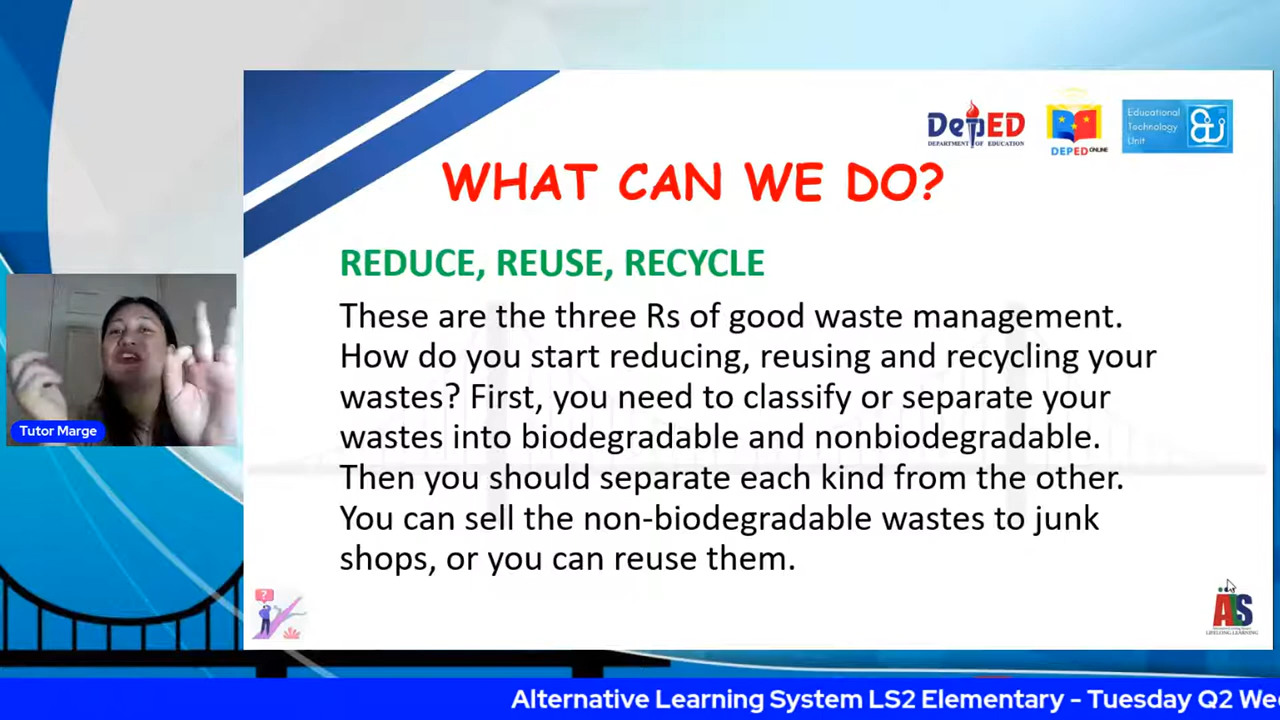 DepED
DEPARTMENT OF EDUCATION
DEPED ONLINE
Educational
Technology
Unit
WHAT CAN WE DO?
REDUCE, REUSE, RECYCLE
These are the three Rs of good waste management.
How do you start reducing, reusing and recycling your
wastes? First, you need to classify or separate your
wastes into biodegradable and nonbiodegradable.
Then you should separate each kind from the other.
You can sell the non-biodegradable wastes to junk
shops, or you can reuse them.
Tutor Marge
?
ALS
LIFELONG LEARNING
Alternative Learning System LS2 Elementary - Tuesday Q2 We